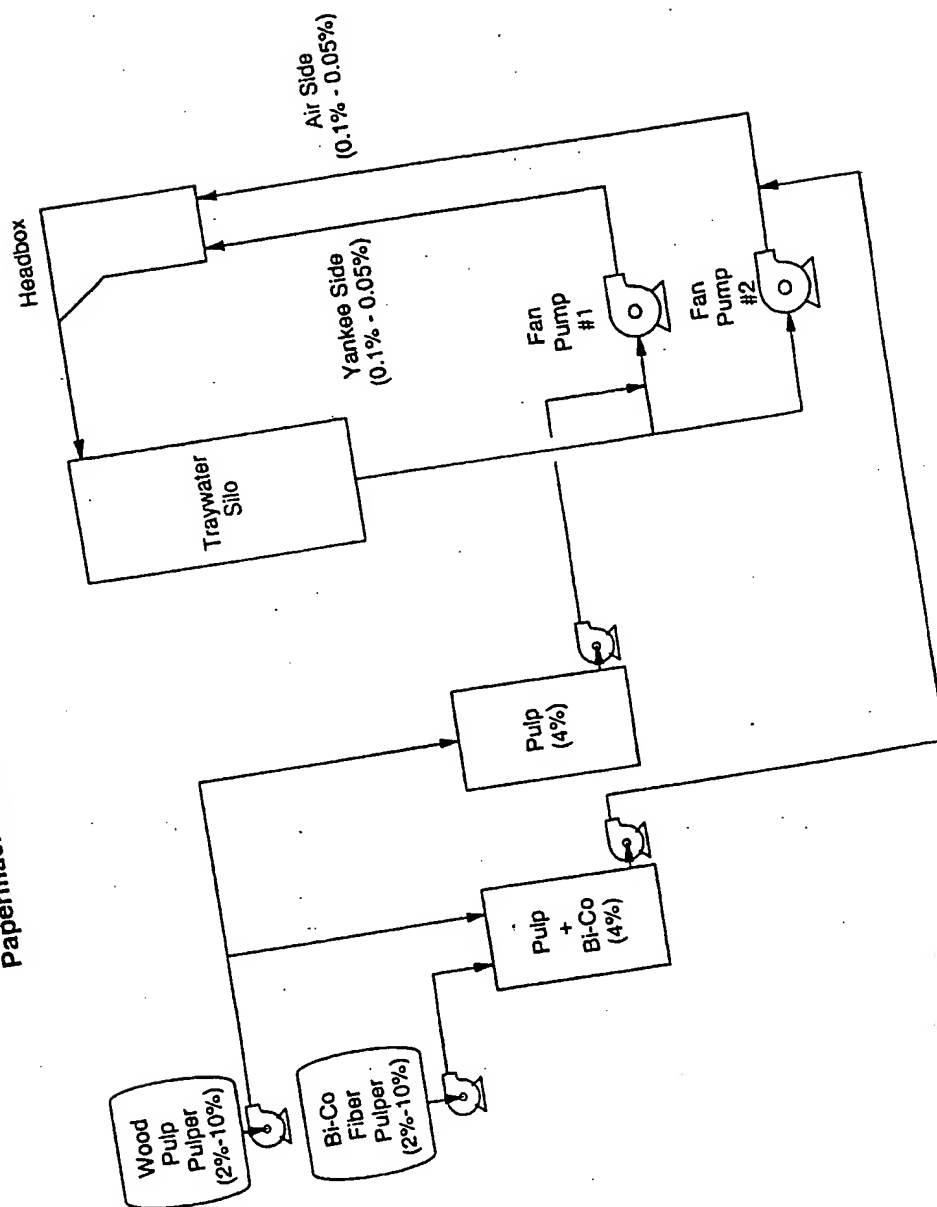 Papermac
Headbox
Air Side
(0.1% - 0.05%)
Yankee Side
(0.1% - 0.05%)
Traywater
Silo
Fan
Pump
#1
Fan
Pump
#2
Pulp
(4%)
Pulp
+
Bi-Co
(4%)
Wood
Pulp
Pulper
(2%-10%)
Bi-Co
Fiber
Pulper
(2%-10%)